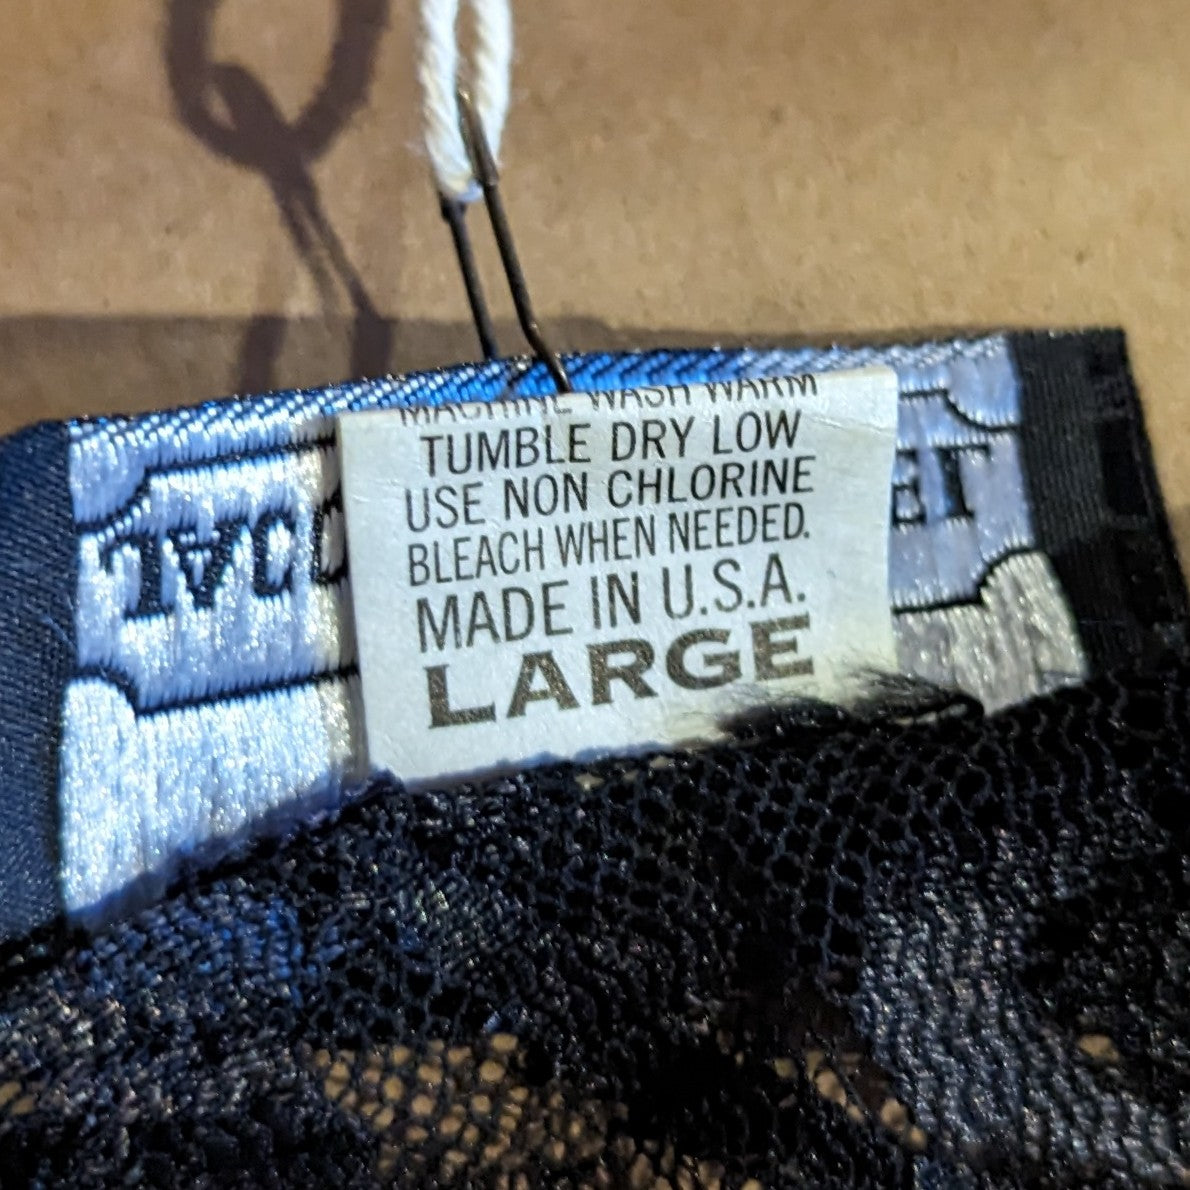 MACHINE WASH WARM
TUMBLE DRY LOW
USE NON CHLORINE
BLEACH WHEN NEEDED.
MADE IN U.S.A.
LARGE